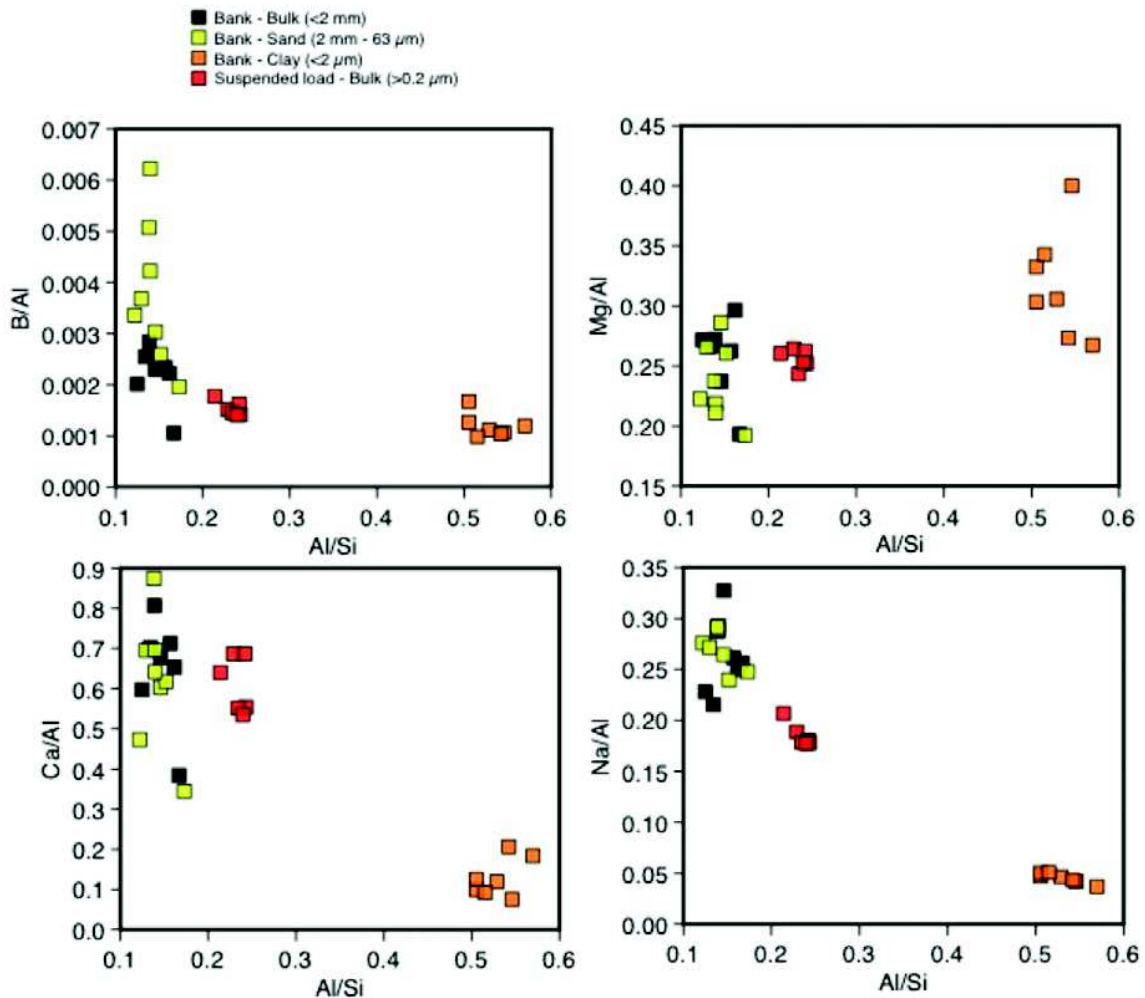 Bank - Bulk (<2 mm)
Bank - Sand (2 mm - 63 µm)
Bank - Clay (<2 µm)
Suspended load - Bulk (>0.2 µm)
0.007
0.006
0.005
0.004
0.003
0.002
0.001
0.000
B/Al
0.1 0.2 0.3 0.4 0.5 0.6
Al/Si
0.45
0.40
0.35
0.30
0.25
0.20
0.15
Mg/Al
0.1 0.2 0.3 0.4 0.5 0.6
Al/Si
0.9
0.8
0.7
0.6
0.5
0.4
0.3
0.2
0.1
0.0
Ca/Al
0.1 0.2 0.3 0.4 0.5 0.6
Al/Si
0.35
0.30
0.25
0.20
0.15
0.10
0.05
0.00
Na/Al
0.1 0.2 0.3 0.4 0.5 0.6
Al/Si